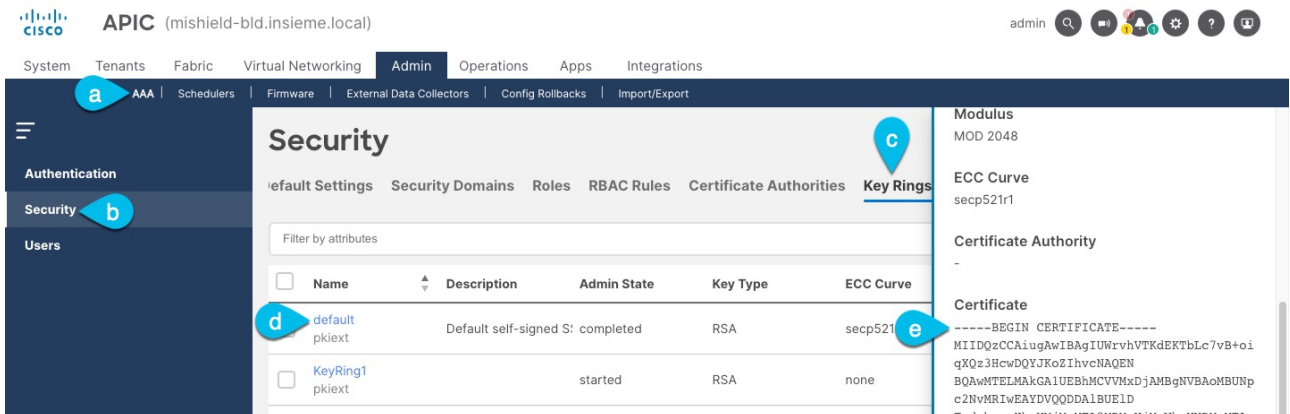 CISCO
APIC (mishield-bld.insieme.local)
admin
1
1
System Tenants Fabric Virtual Networking Admin Operations Apps Integrations
a AAA | Schedulers | Firmware | External Data Collectors | Config Rollbacks | Import/Export
Authentication
Security b
Users
Security
efault Settings Security Domains Roles RBAC Rules Certificate Authorities Key Rings
c
Filter by attributes
Name Description Admin State Key Type ECC Curve
d default Default self-signed completed RSA secp521
pkiext
KeyRing1 started RSA none
pkiext
Modulus
MOD 2048
ECC Curve
secp521r1
Certificate Authority
-
Certificate
e -----BEGIN CERTIFICATE-----
MIIDQzCCAiugAwIBAgIUWrvhVTKdEKTbLc7vB+oi
qXQz3HcwDQYJKoZIhvcNAQEN
BQAwMTELMAkGA1UEBhMCVVMxDjAMBgNVBAoMBUNp
c2NvMRIwEAYDVQQDDAlBUElD